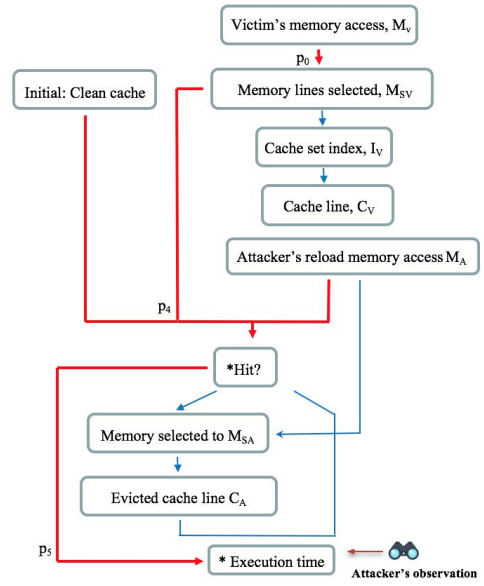 Victim's memory access, Mv
p0
Initial: Clean cache
Memory lines selected, MSV
Cache set index, IV
Cache line, CV
Attacker's reload memory access MA
p4
*Hit?
Memory selected to MSA
Evicted cache line CA
p5
* Execution time
Attacker's observation